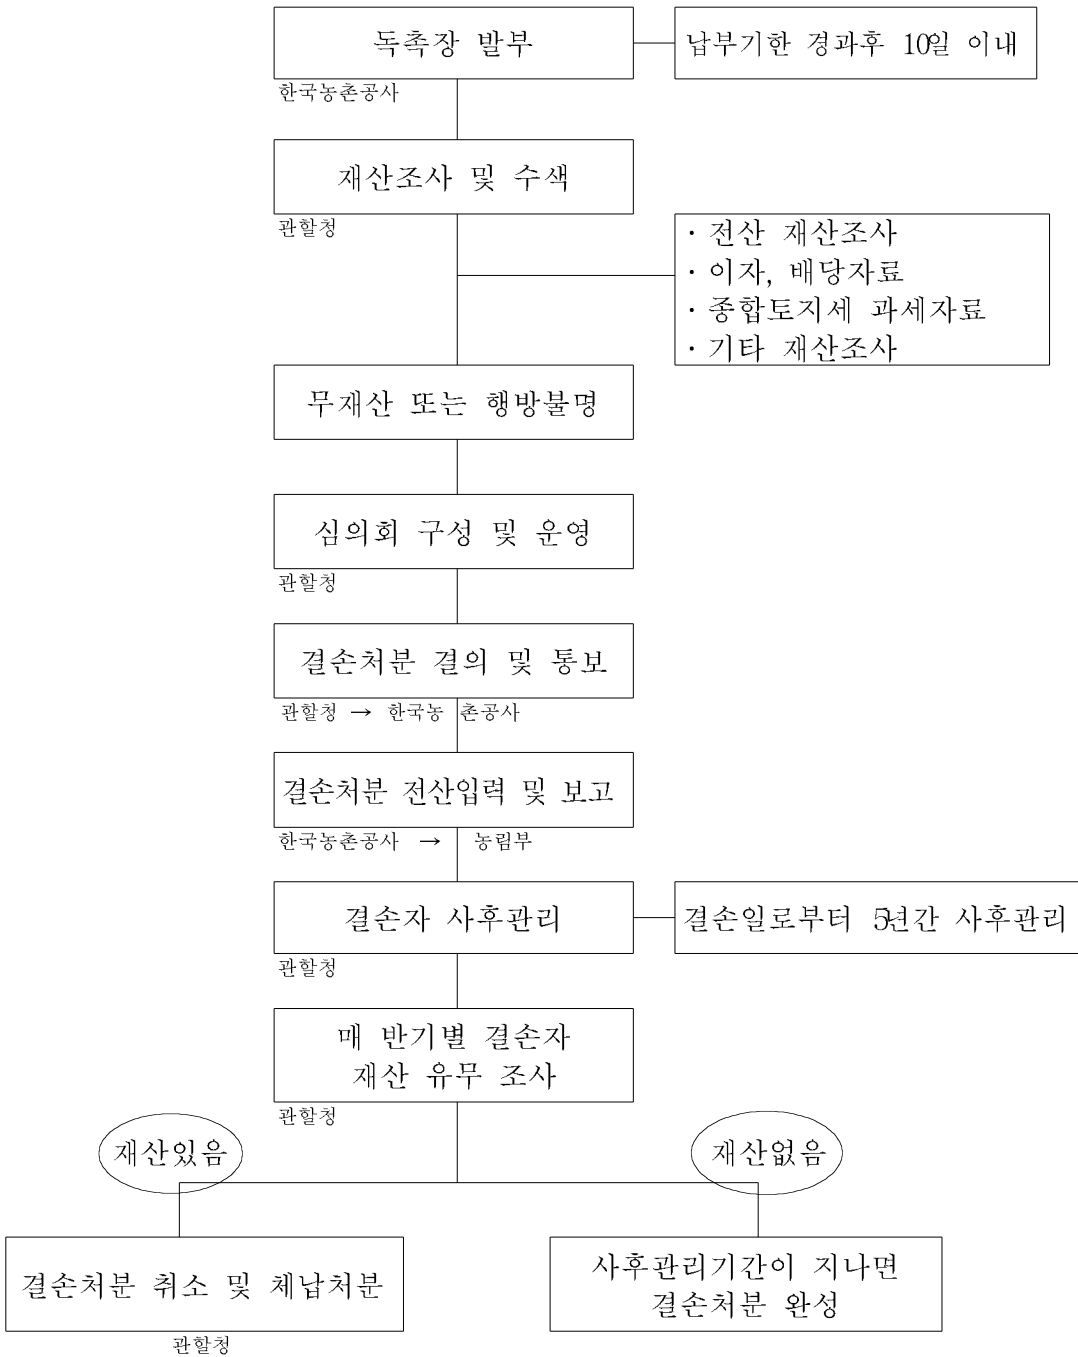 독촉장 발부
납부기한 경과후 10일 이내
한국농촌공사
재산조사 및 수색
관할청
· 전산 재산조사
· 이자, 배당자료
· 종합토지세 과세자료
· 기타 재산조사
무재산 또는 행방불명
심의회 구성 및 운영
관할청
결손처분 결의 및 통보
관할청 → 한국농촌공사
결손처분 전산입력 및 보고
한국농촌공사 → 농림부
결손자 사후관리
결손일로부터 5년간 사후관리
관할청
매 반기별 결손자
재산 유무 조사
관할청
재산있음
재산없음
결손처분 취소 및 체납처분
사후관리기간이 지나면
결손처분 완성
관할청